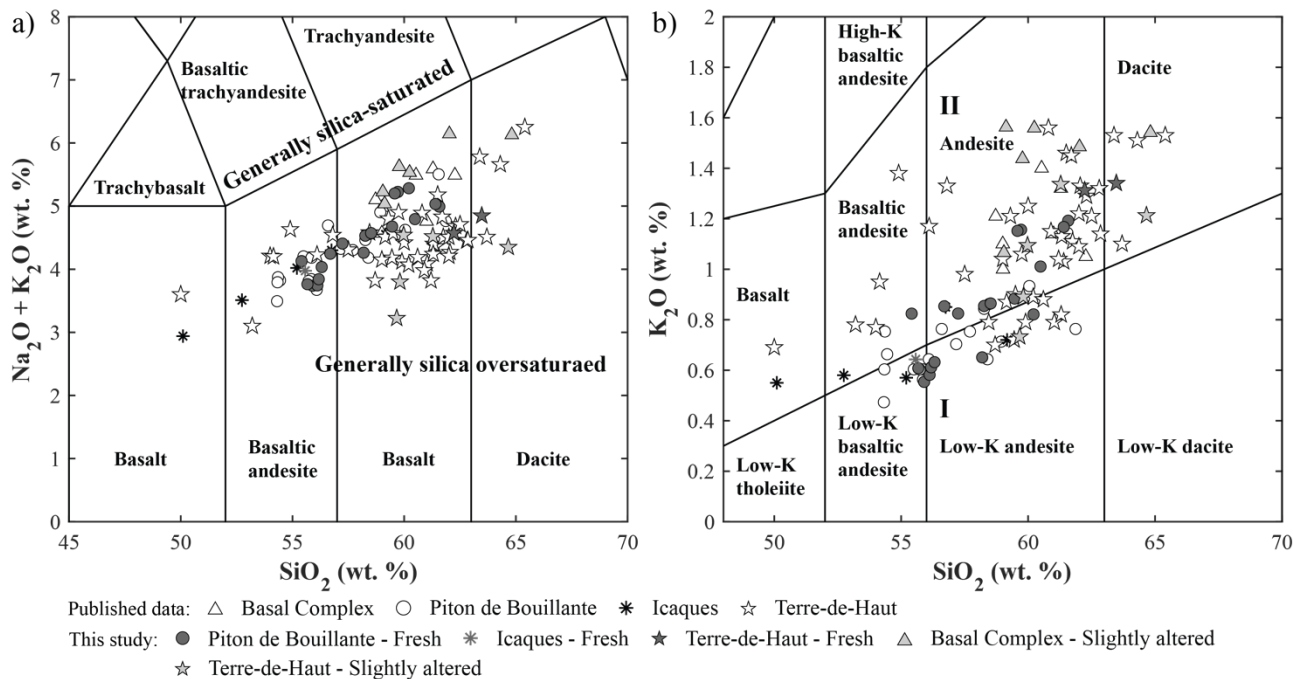 a)
8
7
6
5
4
3
2
1
0
Na2O + K2O (wt. %)
Trachyandesite
Basaltic
trachyandesite
Generally silica-saturated
Trachybasalt
Generally silica oversaturaed
Basalt
Basaltic
andesite
Basalt
Dacite
45 50 55 60 65 70
SiO2 (wt. %)
b)
2
1.8
1.6
1.4
1.2
1
0.8
0.6
0.4
0.2
0
K2O (wt. %)
High-K
basaltic
andesite
Dacite
II
Andesite
Basaltic
andesite
Basalt
I
Low-K
tholeiite
Low-K
basaltic
andesite
Low-K andesite
Low-K dacite
50 55 60 65 70
SiO2 (wt. %)
Published data: Basal Complex Piton de Bouillante Icaques Terre-de-Haut
This study: Piton de Bouillante - Fresh Icaques - Fresh Terre-de-Haut - Fresh Basal Complex - Slightly altered
Terre-de-Haut - Slightly altered